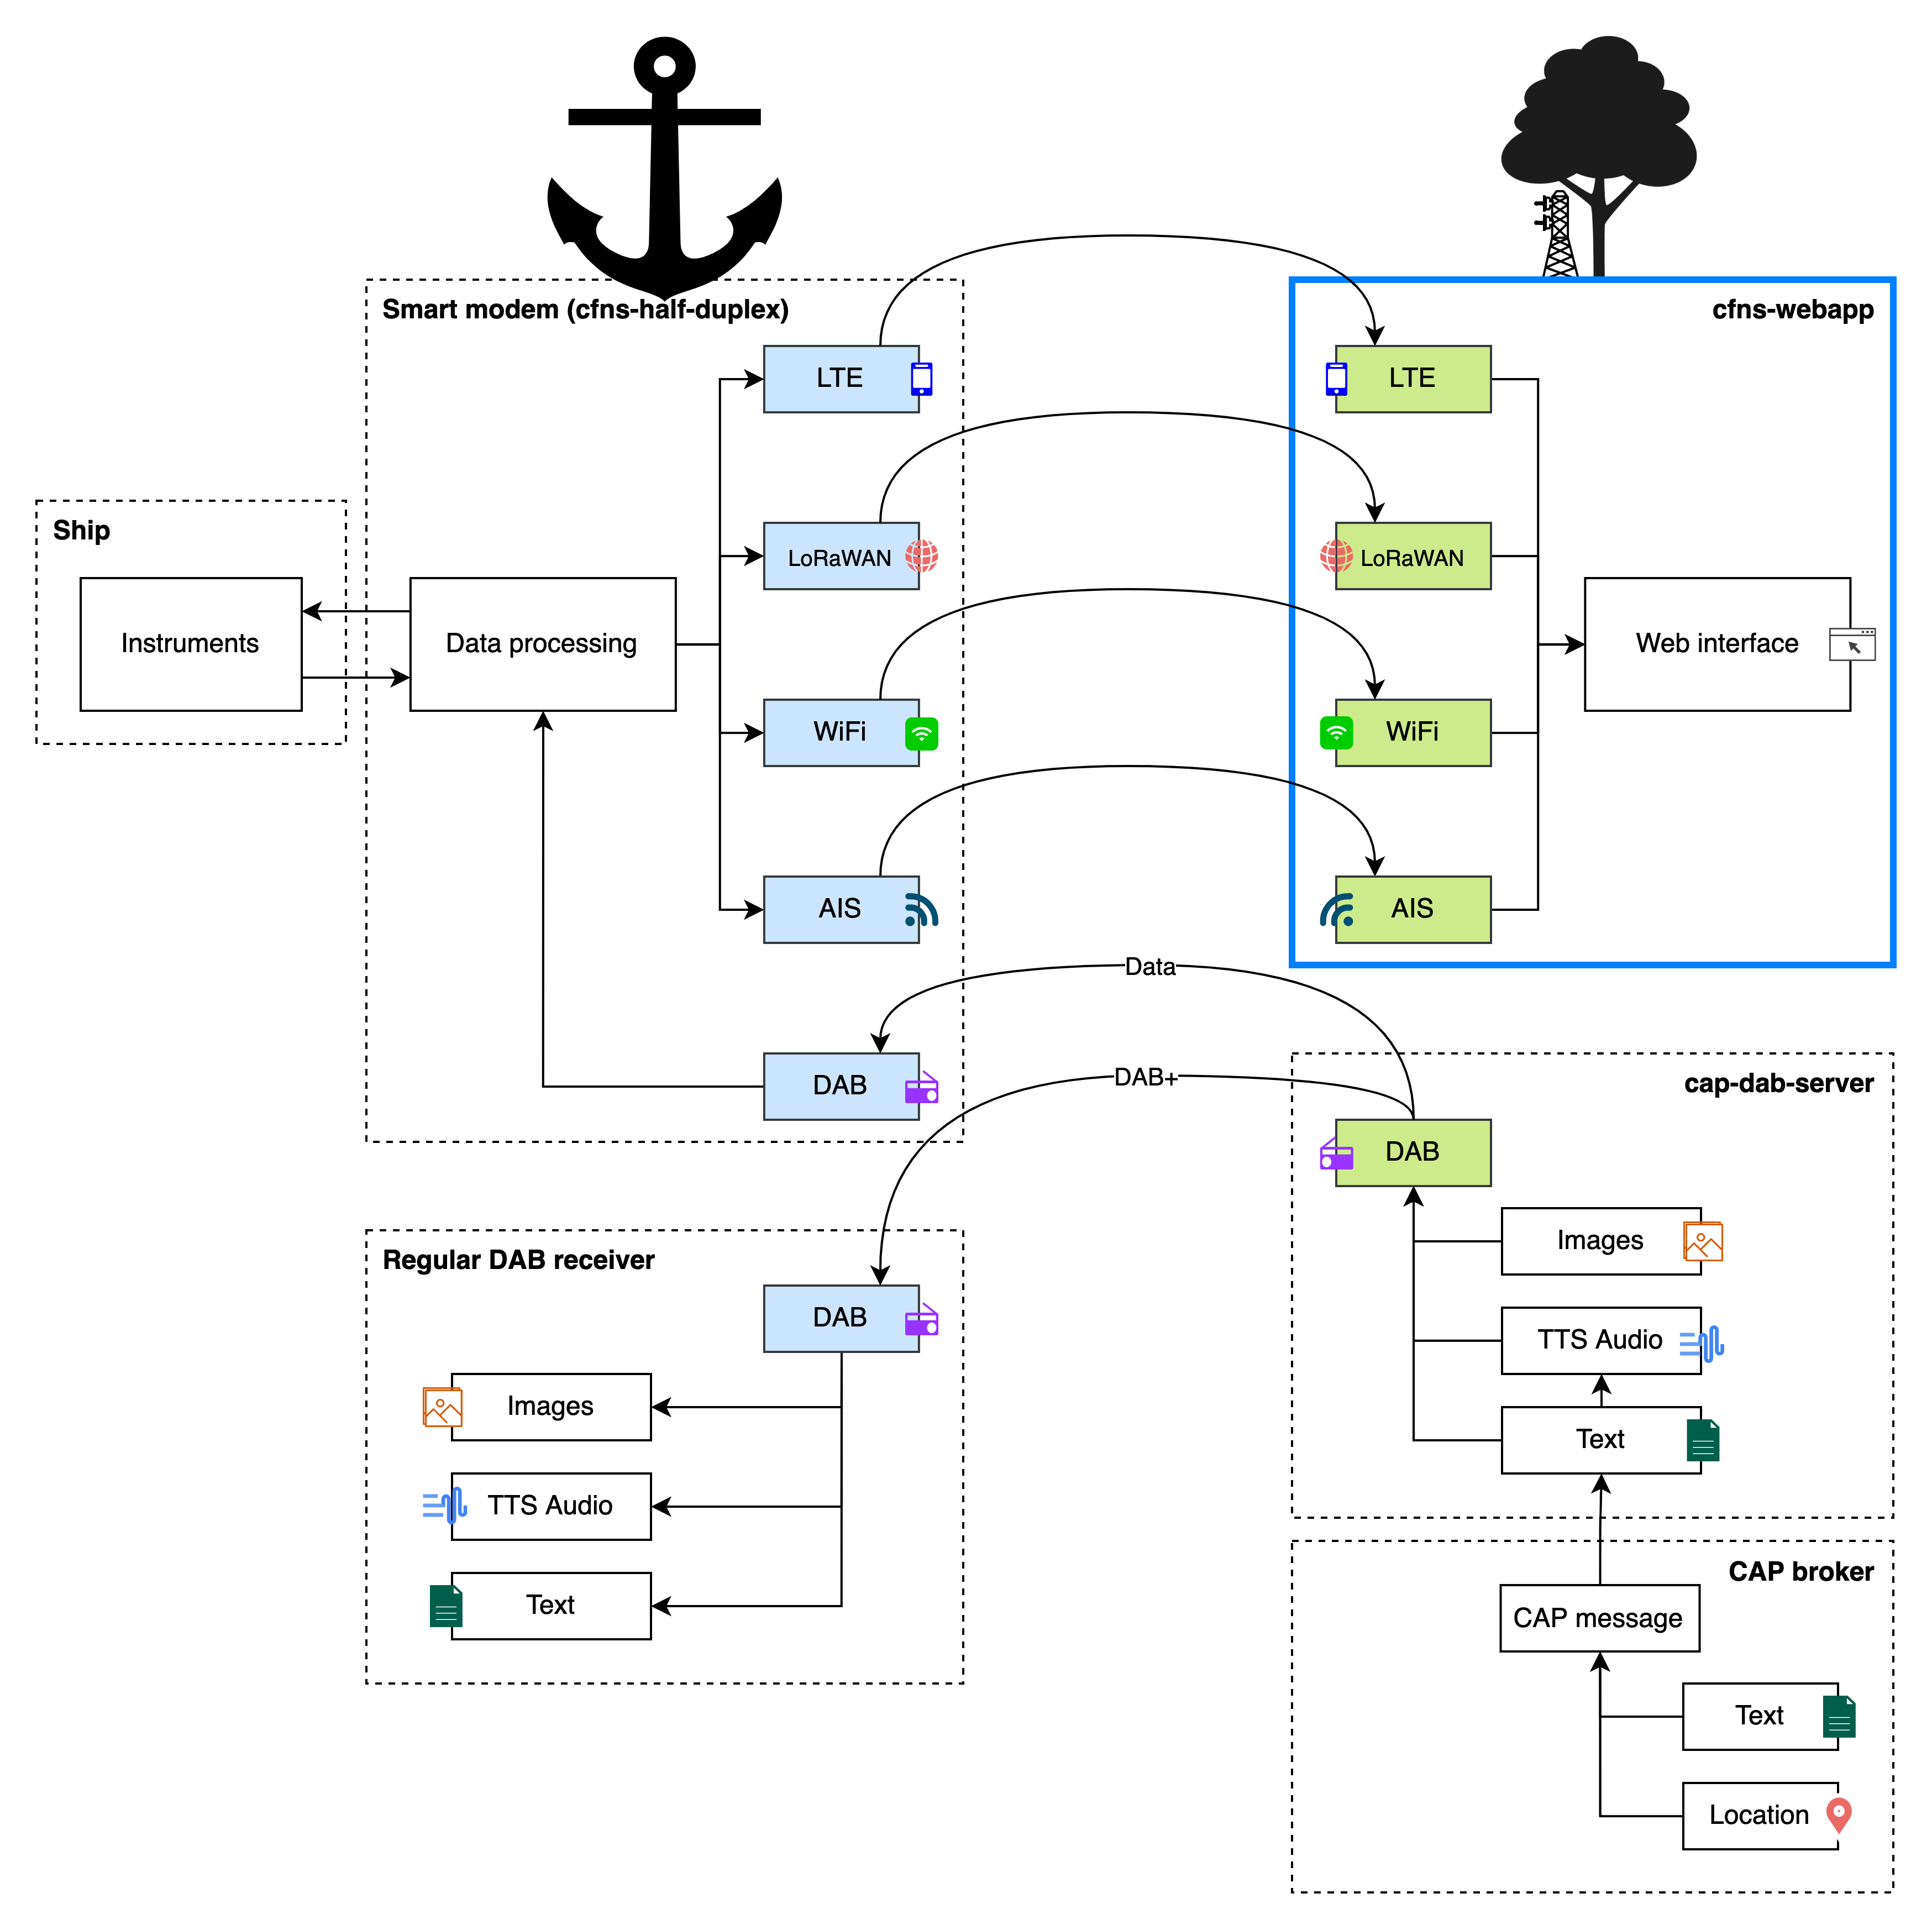 Smart modem (cfns-half-duplex)
cfns-webapp
LTE
LTE
Ship
LoRaWAN
LoRaWAN
Instruments
Data processing
Web interface
WiFi
WiFi
AIS
AIS
Data
DAB
DAB+
cap-dab-server
DAB
Images
Regular DAB receiver
DAB
TTS Audio
Images
Text
TTS Audio
CAP broker
Text
CAP message
Text
Location